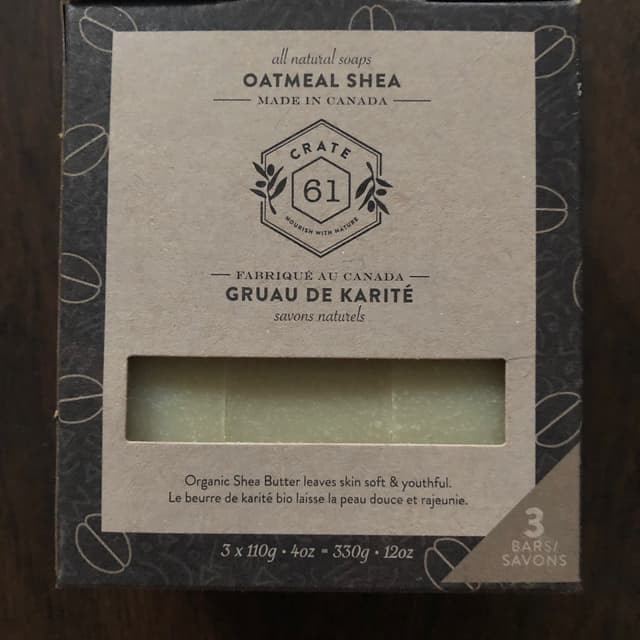 all natural soaps
OATMEAL SHEA
MADE IN CANADA
CRATE
61
NOURISH WITH NATURE
FABRIQUÉ AU CANADA
GRUAU DE KARITÉ
savons naturels
Organic Shea Butter leaves skin soft & youthful.
Le beurre de karité bio laisse la peau douce et rajeunie.
3
BARS/
SAVONS
3 x 110g • 4oz = 330g • 12oz